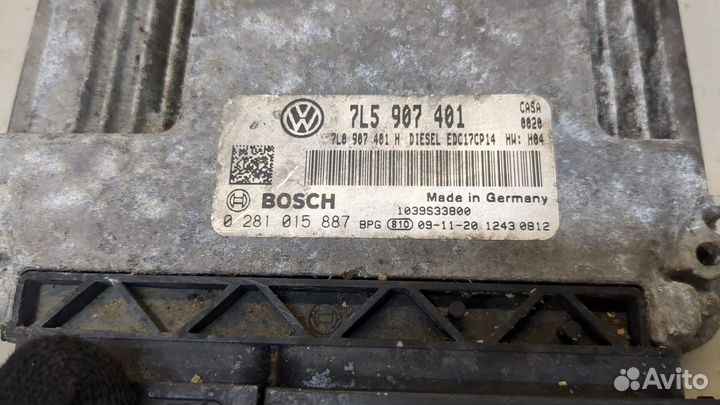 7L5 907 401
CASA
0020
7L0 907 401 H DIESEL EDC17CP14 HW: H04
BOSCH
Made in Germany
1039S33800
0 281 015 887 BPG 810 09-11-20 1243 0812
Avito